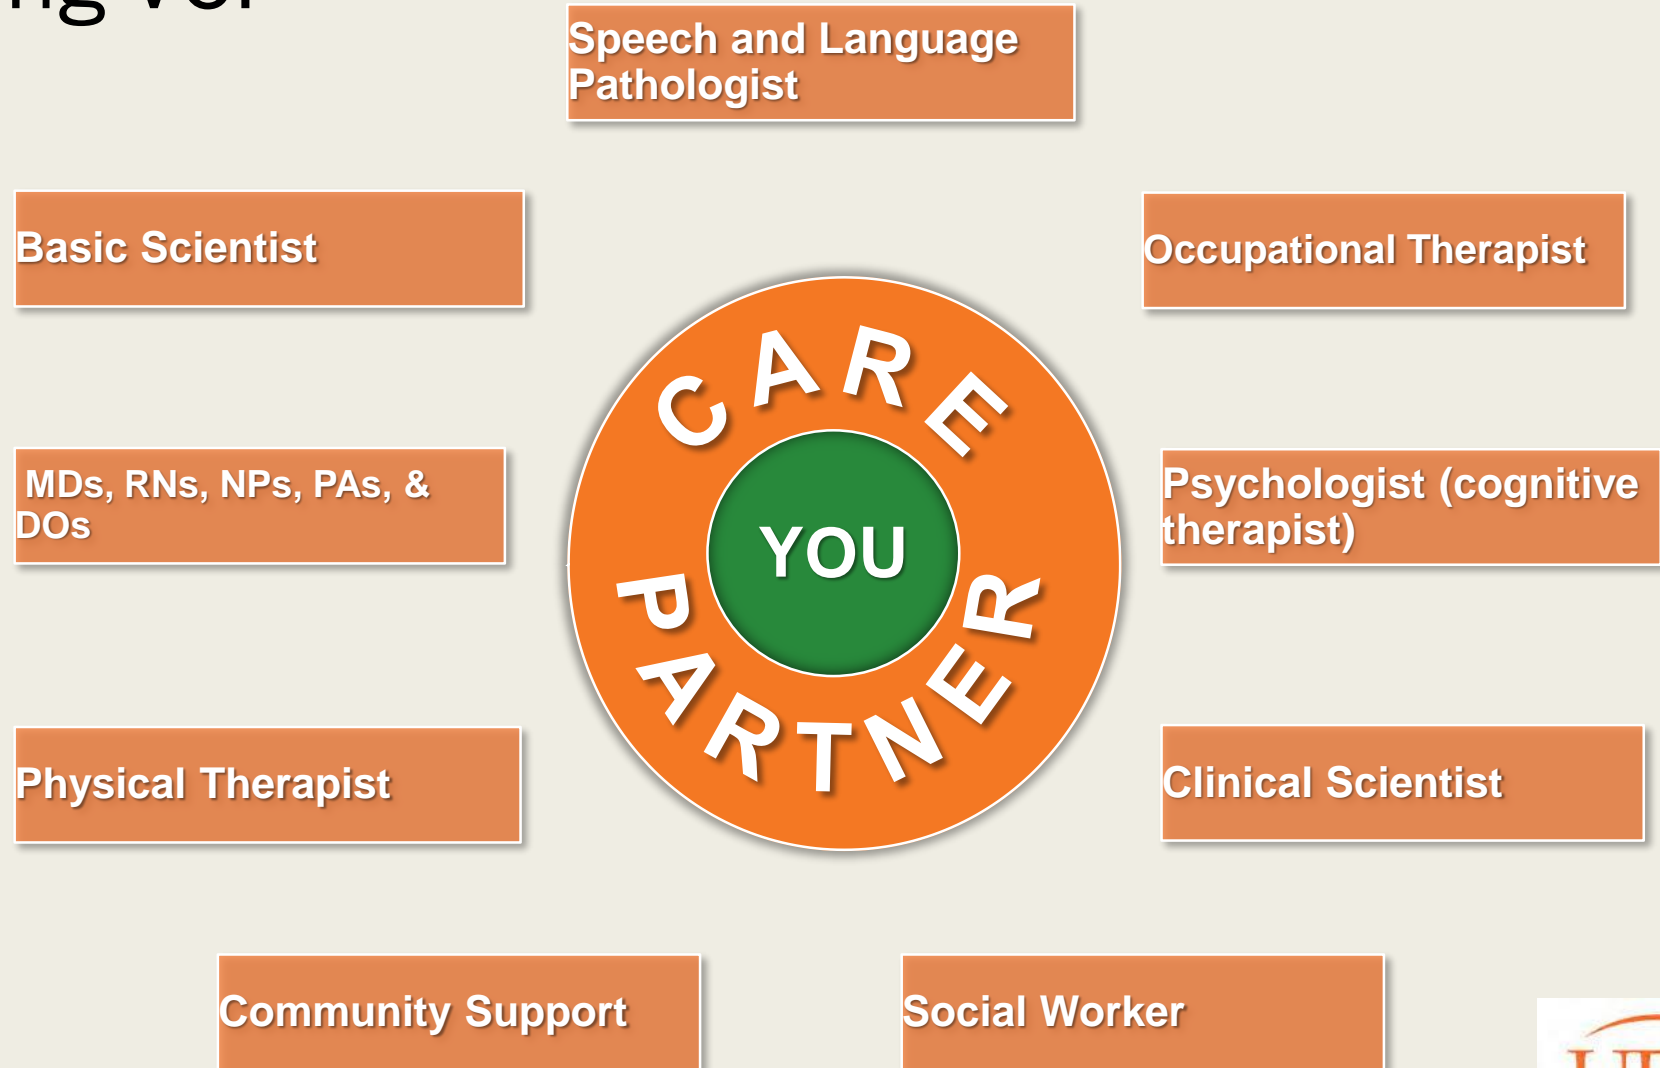 Speech and Language
Pathologist
Basic Scientist
Occupational Therapist
CARE
MDs, RNs, NPs, PAs, &
DOs
YOU
Psychologist (cognitive
therapist)
PARTNER
Physical Therapist
Clinical Scientist
Community Support
Social Worker